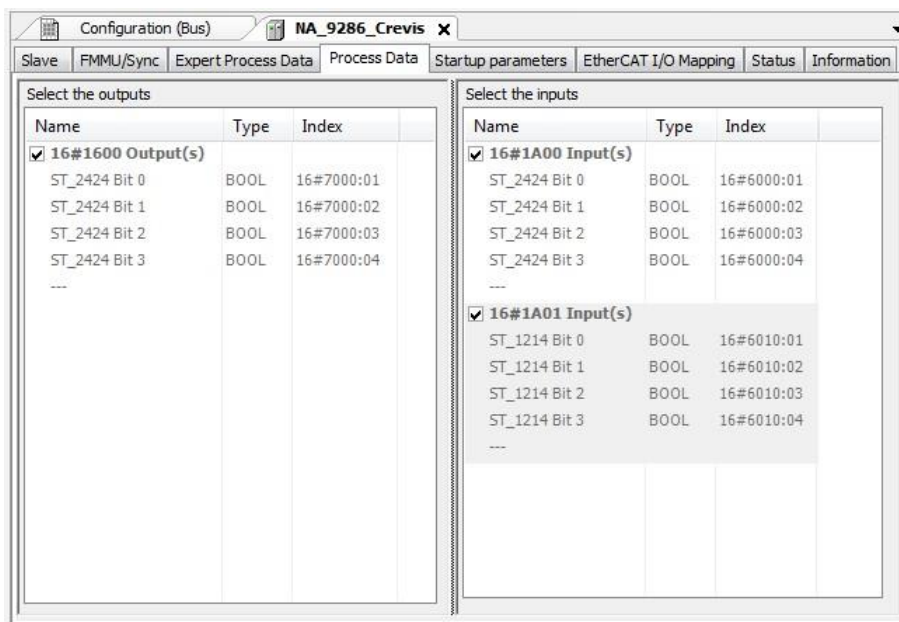 Configuration (Bus) NA_9286_Crevis x
Slave FMMU/Sync Expert Process Data Process Data Startup parameters EtherCAT I/O Mapping Status Information
Select the outputs
Name Type Index
16#1600 Output(s)
ST_2424 Bit 0 BOOL 16#7000:01
ST_2424 Bit 1 BOOL 16#7000:02
ST_2424 Bit 2 BOOL 16#7000:03
ST_2424 Bit 3 BOOL 16#7000:04
---
Select the inputs
Name Type Index
16#1A00 Input(s)
ST_2424 Bit 0 BOOL 16#6000:01
ST_2424 Bit 1 BOOL 16#6000:02
ST_2424 Bit 2 BOOL 16#6000:03
ST_2424 Bit 3 BOOL 16#6000:04
---
16#1A01 Input(s)
ST_1214 Bit 0 BOOL 16#6010:01
ST_1214 Bit 1 BOOL 16#6010:02
ST_1214 Bit 2 BOOL 16#6010:03
ST_1214 Bit 3 BOOL 16#6010:04
---